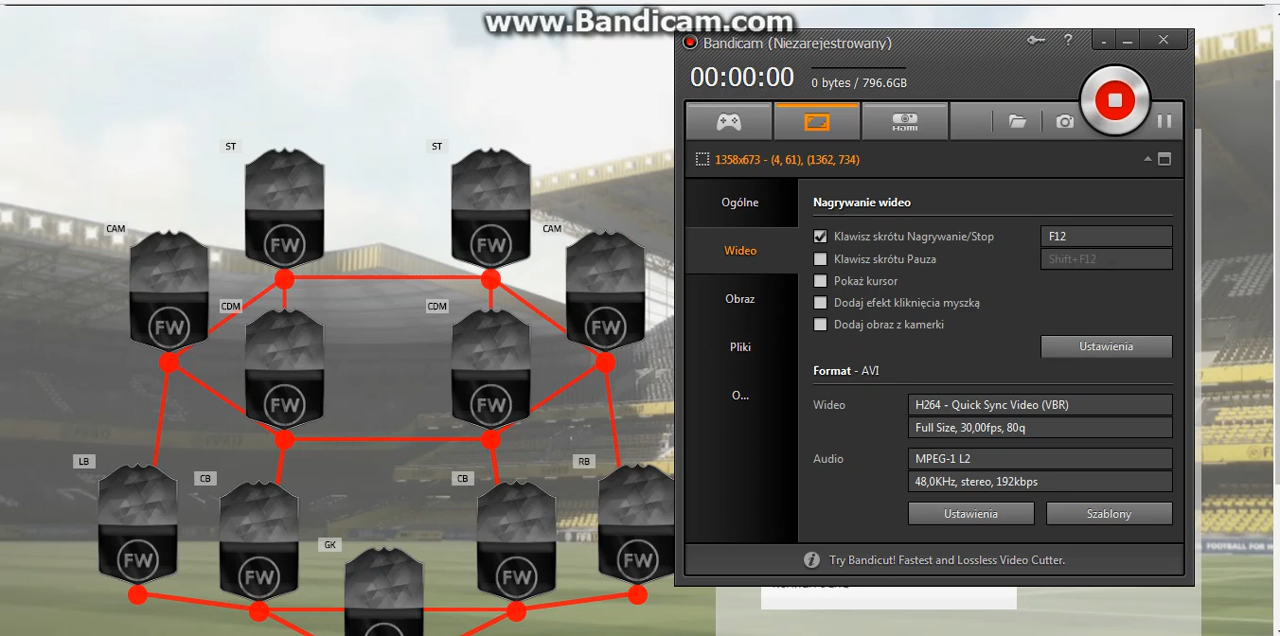 www.Bandicam.com
Bandicam (Niezarejestrowany)
?
00:00:00
0 bytes / 796.6GB
HDMI
1358x673 - (4, 61), (1362, 734)
Ogólne
Wideo
Obraz
Pliki
O...
Nagrywanie wideo
Klawisz skrótu Nagrywanie/Stop
F12
Klawisz skrótu Pauza
Shift+F12
Pokaż kursor
Dodaj efekt kliknięcia myszką
Dodaj obraz z kamerki
Ustawienia
Format - AVI
Wideo
H264 - Quick Sync Video (VBR)
Full Size, 30,00fps, 80q
Audio
MPEG-1 L2
48,0KHz, stereo, 192kbps
Ustawienia
Szablony
Try Bandicut! Fastest and Lossless Video Cutter.
ST
ST
FW
FW
CAM
CAM
FW
FW
CDM
CDM
FW
FW
LB
RB
CB
CB
FW
FW
FW
FW
GK
FW